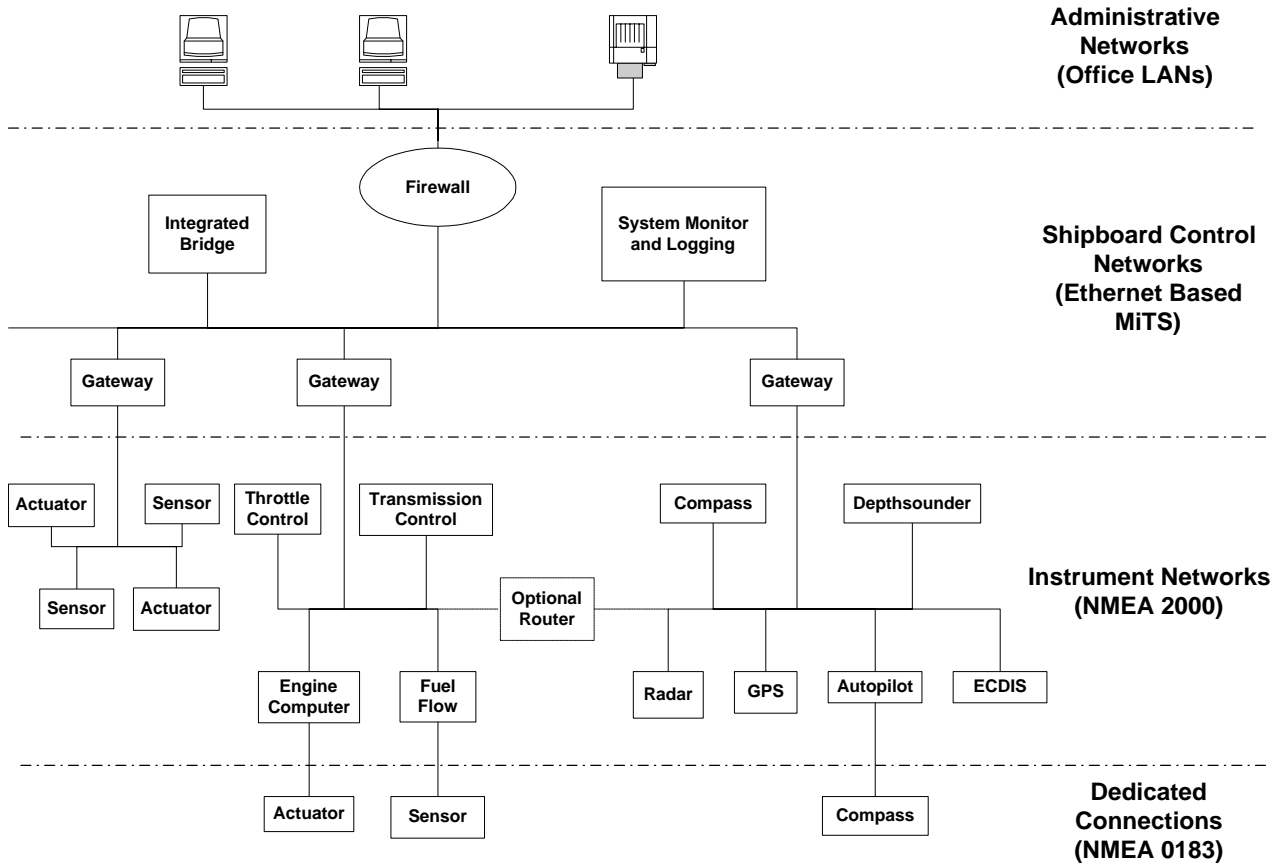 Administrative
Networks
(Office LANs)
Firewall
Integrated
Bridge
System Monitor
and Logging
Shipboard Control
Networks
(Ethernet Based
MiTS)
Gateway
Gateway
Gateway
Actuator
Sensor
Throttle
Control
Transmission
Control
Compass
Depthsounder
Sensor
Actuator
Optional
Router
Instrument Networks
(NMEA 2000)
Engine
Computer
Fuel
Flow
Radar
GPS
Autopilot
ECDIS
Actuator
Sensor
Compass
Dedicated
Connections
(NMEA 0183)